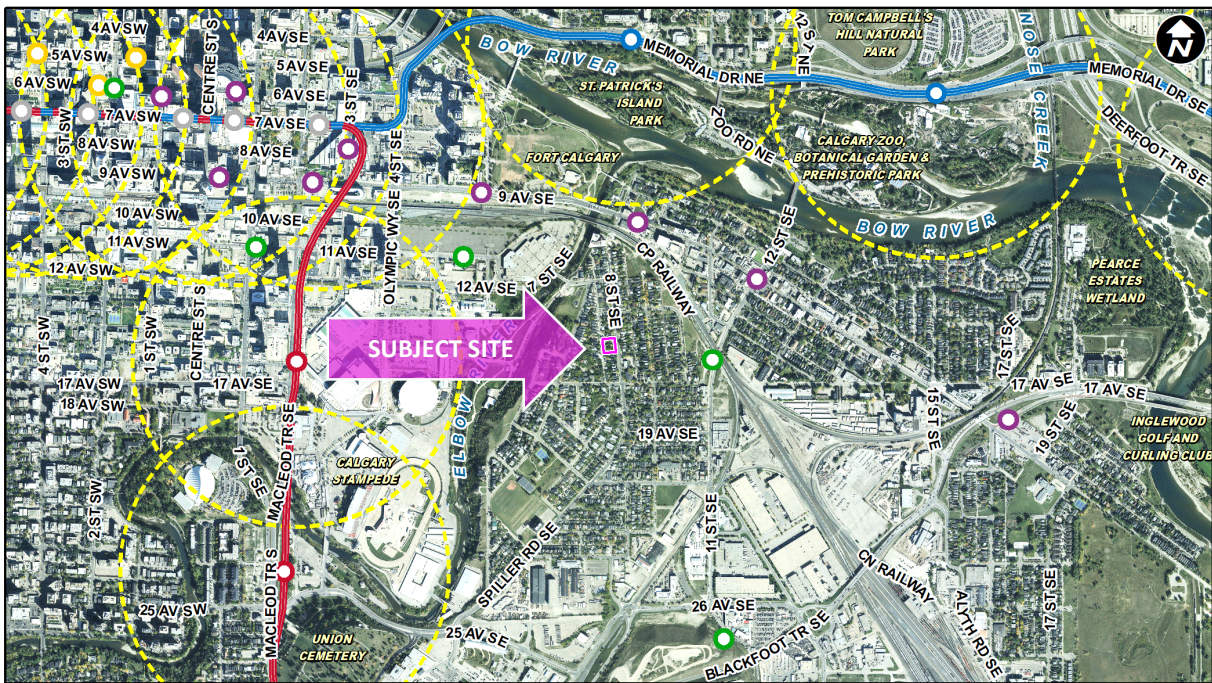 4 AV SW
5 AV SW
6 AV SW
7 AV SW
8 AV SW
9 AV SW
3 ST SW
CENTRE ST S
4 AV SE
5 AV SE
6 AV SE
7 AV SE
8 AV SE
3 ST SE
4 ST SE
BOW RIVER
MEMORIAL DR NE
12 ST NE
TOM CAMPBELL'S
HILL NATURAL
PARK
NOSE CREEK
MEMORIAL DR SE
DEERFOOT TR SE
N
ST. PATRICK'S
ISLAND
PARK
ZOO RD NE
FORT CALGARY
CALGARY ZOO,
BOTANICAL GARDEN &
PREHISTORIC PARK
BOW RIVER
9 AV SE
10 AV SW
11 AV SW
12 AV SW
10 AV SE
11 AV SE
OLYMPIC WY SE
12 AV SE
7 ST SE
8 ST SE
CP RAILWAY
12 ST SE
PEARCE
ESTATES
WETLAND
4 ST SW
1 ST SW
CENTRE ST S
SUBJECT SITE
17 AV SW
18 AV SW
17 AV SE
17 ST SE
17 AV SE
17 AV SE
15 ST SE
19 ST SE
INGLEWOOD
GOLF AND
CURLING CLUB
19 AV SE
ELBOW
RIVER
CALGARY
STAMPEDE
1 ST SE
MACLEOD TR SE
2 ST SW
11 ST SE
SPILLER RD SE
CN RAILWAY
MACLEOD TR S
25 AV SW
UNION
CEMETERY
25 AV SE
26 AV SE
BLACKFOOT TR SE
ALYTH RD SE
17 ST SE